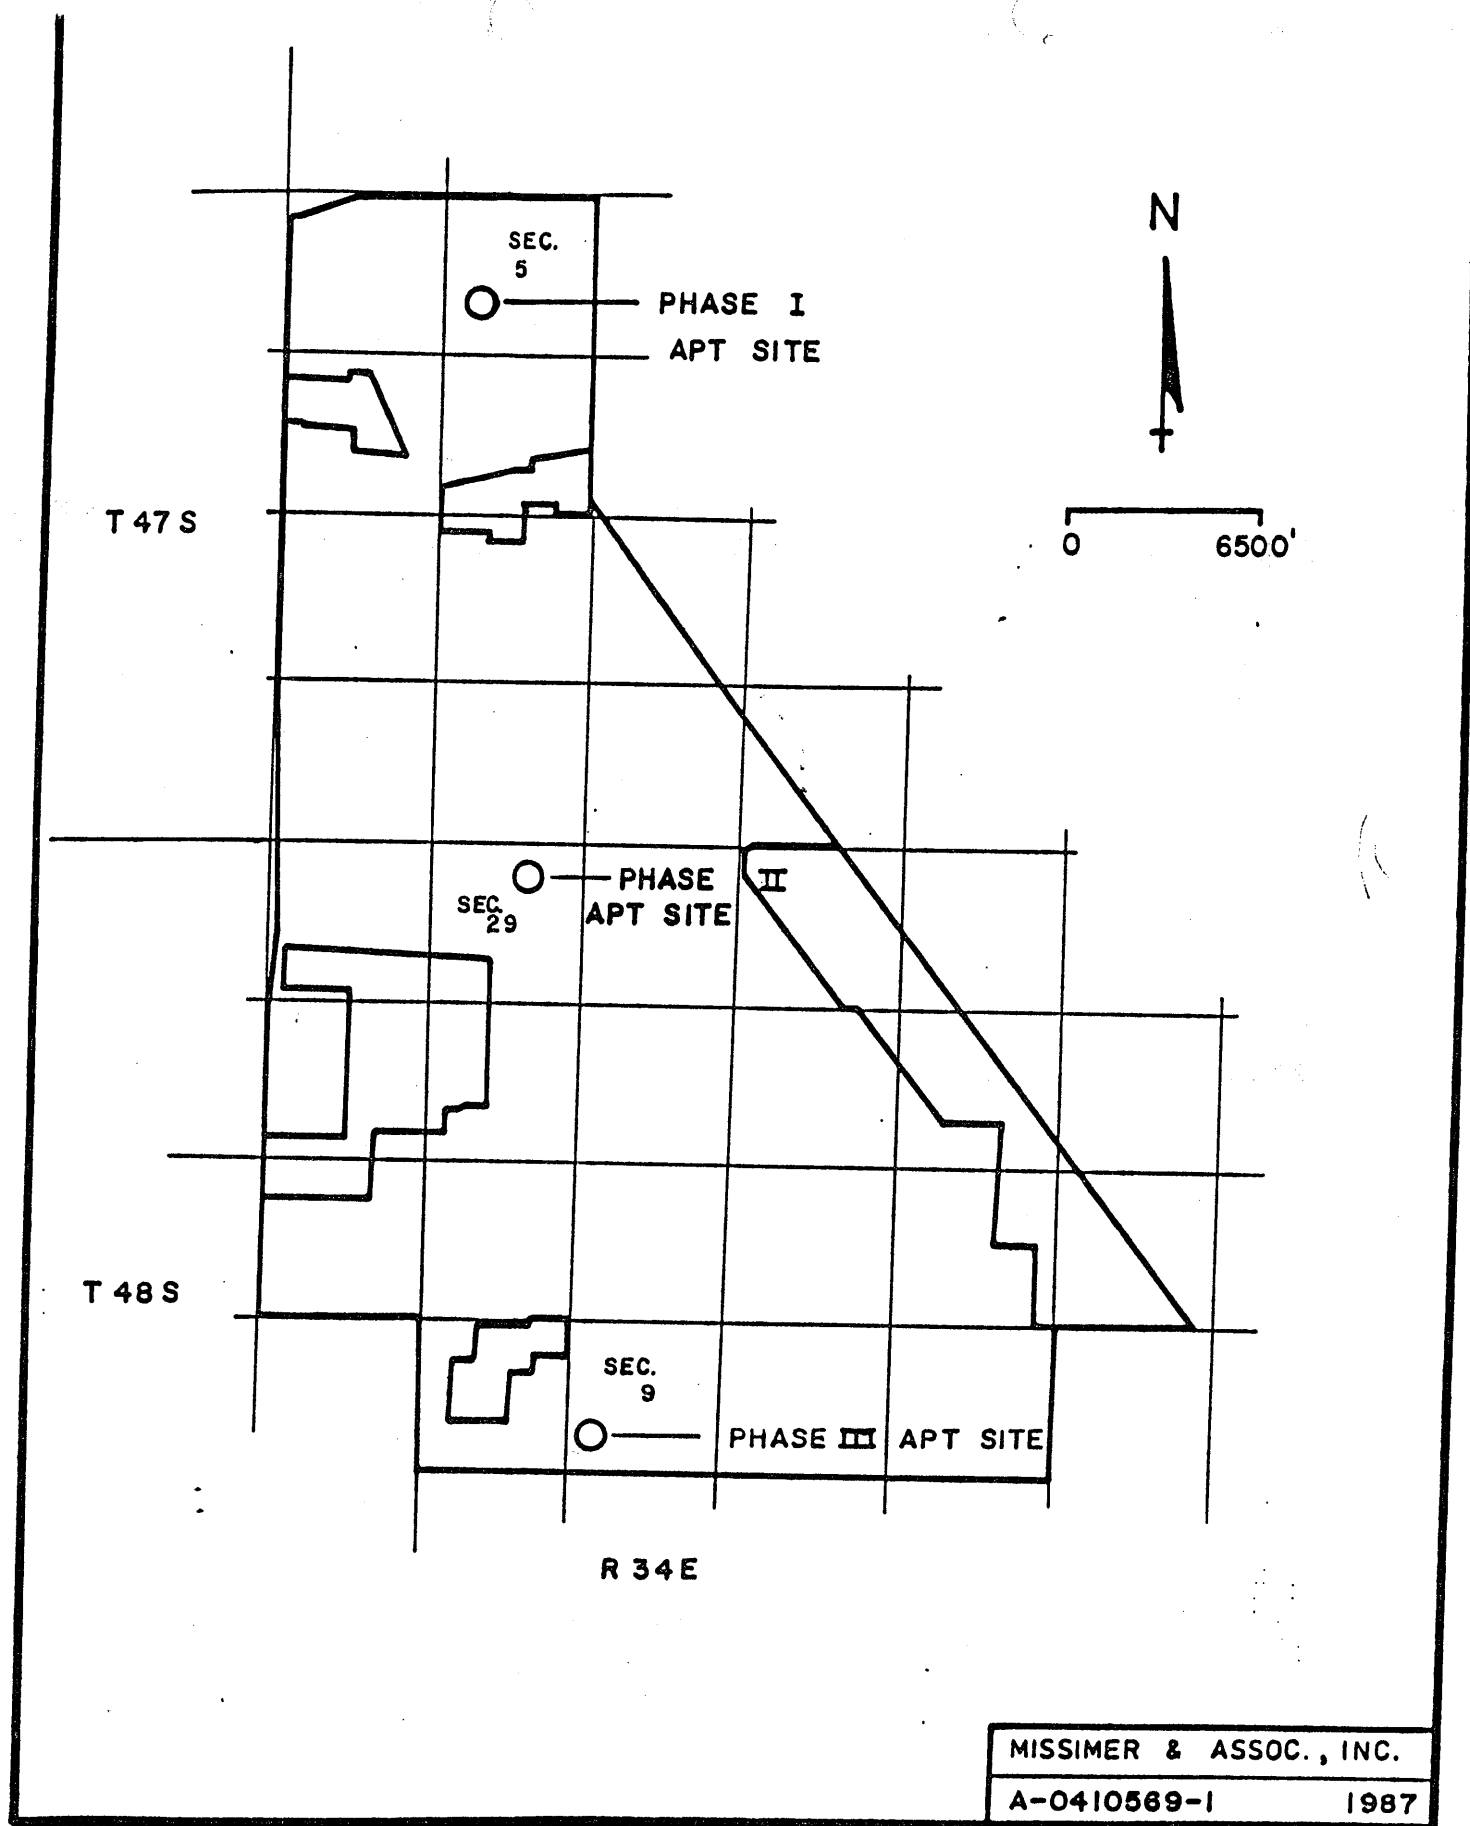 N
SEC.
5
PHASE I
APT SITE
T 47 S
0 6500'
PHASE II
APT SITE
SEC.
29
T 48 S
SEC.
9
PHASE III APT SITE
R 34 E
MISSIMER & ASSOC., INC.
A-0410569-1 1987